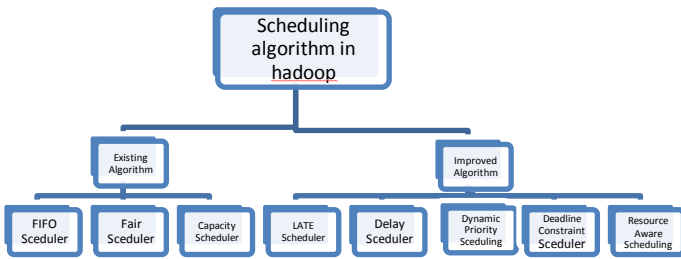 Scheduling
algorithm in
hadoop
Existing
Algorithm
Improved
Algorithm
FIFO
Sceduler
Fair
Sceduler
Capacity
Scheduler
LATE
Scheduler
Delay
Sceduler
Dynamic
Priority
Sceduling
Deadline
Constraint
Sceduler
Resource
Aware
Scheduling